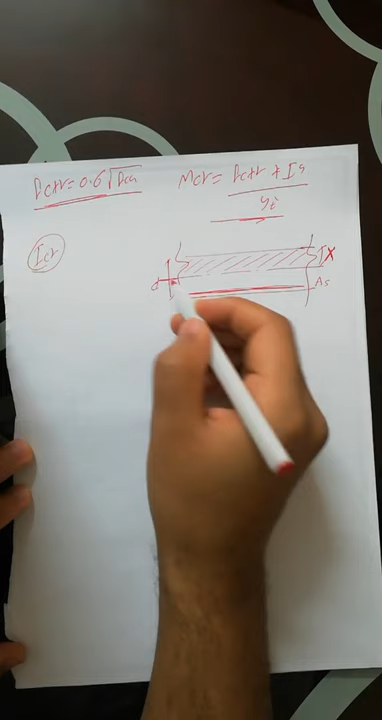 Fctr = 0.6√Fcu
Mcr = Fctr * Ig
yt
Icr
X
d
As